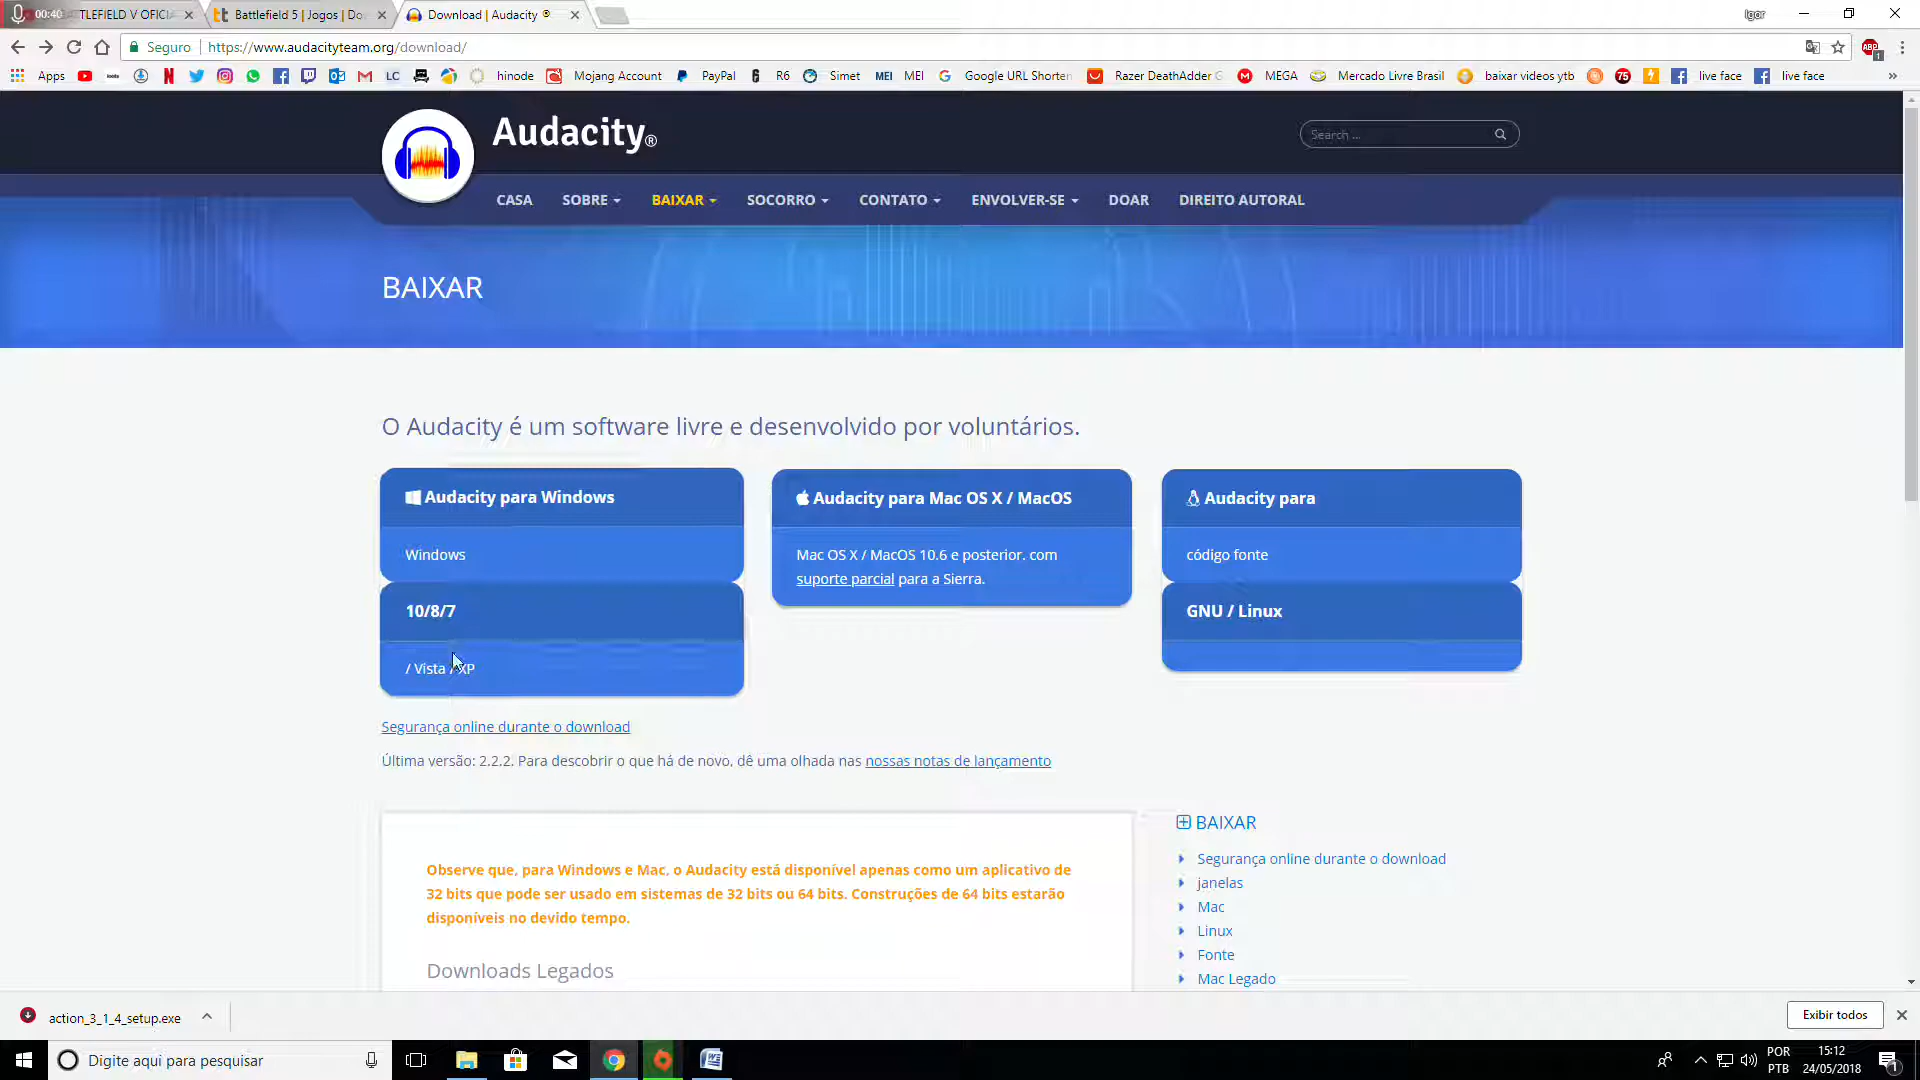 00:40 TLEFIELD V OFICI
Battlefield 5 | Jogos | Do
Download | Audacity ®
Igor
Seguro https://www.audacityteam.org/download/
ABP 1
Apps LC hinode Mojang Account PayPal 6 R6 Simet MEI MEI G Google URL Shorten Razer DeathAdder MEGA Mercado Livre Brasil baixar videos ytb 75 live face live face »
Audacity®
Search ...
CASA SOBRE BAIXAR SOCORRO CONTATO ENVOLVER-SE DOAR DIREITO AUTORAL
BAIXAR
O Audacity é um software livre e desenvolvido por voluntários.
Audacity para Windows
Windows
10/8/7
/ Vista / XP
Audacity para Mac OS X / MacOS
Mac OS X / MacOS 10.6 e posterior. com
suporte parcial para a Sierra.
Audacity para
código fonte
GNU / Linux
Segurança online durante o download
Última versão: 2.2.2. Para descobrir o que há de novo, dê uma olhada nas nossas notas de lançamento
Observe que, para Windows e Mac, o Audacity está disponível apenas como um aplicativo de
32 bits que pode ser usado em sistemas de 32 bits ou 64 bits. Construções de 64 bits estarão
disponíveis no devido tempo.
Downloads Legados
BAIXAR
Segurança online durante o download
janelas
Mac
Linux
Fonte
Mac Legado
action_3_1_4_setup.exe
Exibir todos
Digite aqui para pesquisar
POR
PTB
15:12
24/05/2018
1